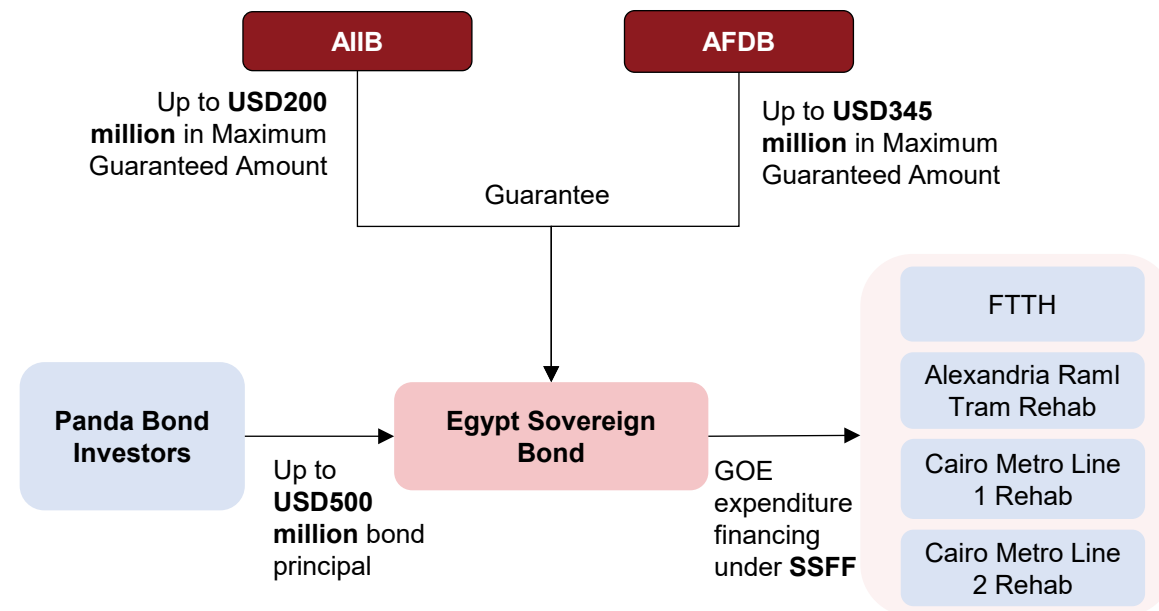 AIIB
AFDB
Up to USD200
million in Maximum
Guaranteed Amount
Up to USD345
million in Maximum
Guaranteed Amount
Guarantee
Panda Bond
Investors
Up to
USD500
million bond
principal
Egypt Sovereign
Bond
GOE
expenditure
financing
under SSFF
FTTH
Alexandria Raml
Tram Rehab
Cairo Metro Line
1 Rehab
Cairo Metro Line
2 Rehab